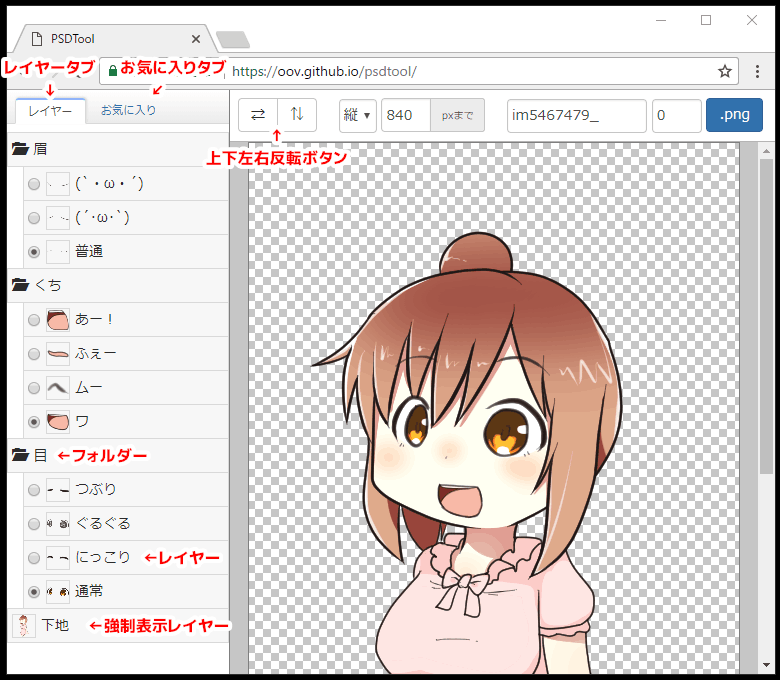 PSDTool
レイヤータブ
お気に入りタブ
https://oov.github.io/psdtool/
レイヤー
お気に入り
縦
840
pxまで
im5467479_
0
.png
上下左右反転ボタン
眉
(`・ω・´)
(´･ω･`)
普通
くち
あー！
ふぇー
ムー
ワ
目 ←フォルダー
つぶり
ぐるぐる
にっこり ←レイヤー
通常
下地 ←強制表示レイヤー